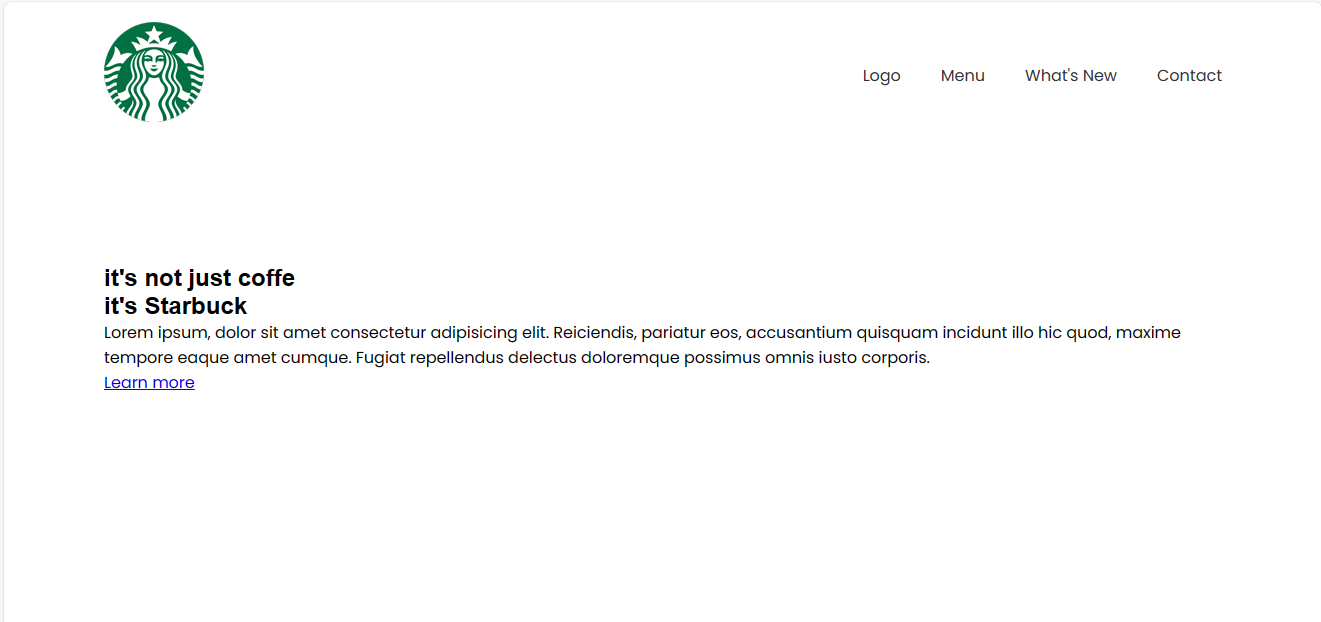 Logo
Menu
What's New
Contact
it's not just coffe
it's Starbuck
Lorem ipsum, dolor sit amet consectetur adipisicing elit. Reiciendis, pariatur eos, accusantium quisquam incidunt illo hic quod, maxime
tempore eaque amet cumque. Fugiat repellendus delectus doloremque possimus omnis iusto corporis.
Learn more